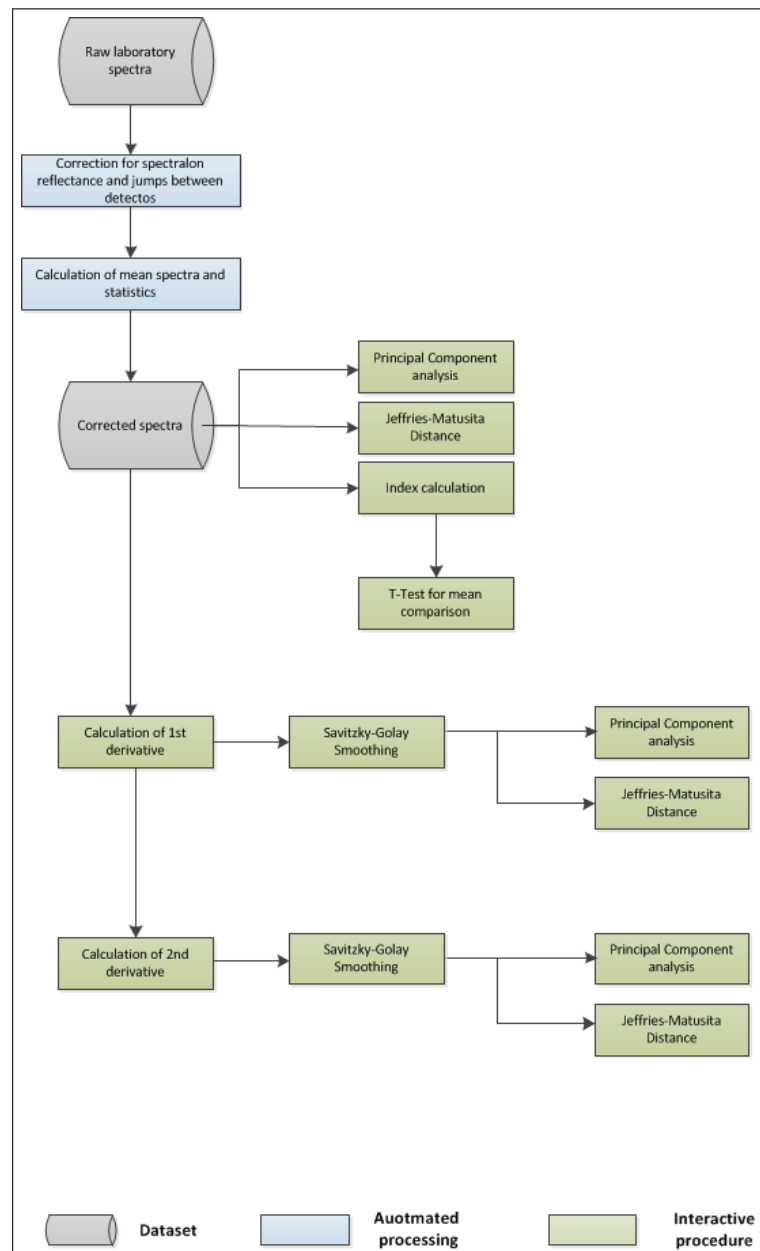 Raw laboratory
spectra
Correction for spectralon
reflectance and jumps between
detectos
Calculation of mean spectra and
statistics
Corrected spectra
Principal Component
analysis
Jeffries-Matusita
Distance
Index calculation
T-Test for mean
comparison
Calculation of 1st
derivative
Savitzky-Golay
Smoothing
Principal Component
analysis
Jeffries-Matusita
Distance
Calculation of 2nd
derivative
Savitzky-Golay
Smoothing
Principal Component
analysis
Jeffries-Matusita
Distance
Dataset
Auotmated
processing
Interactive
procedure